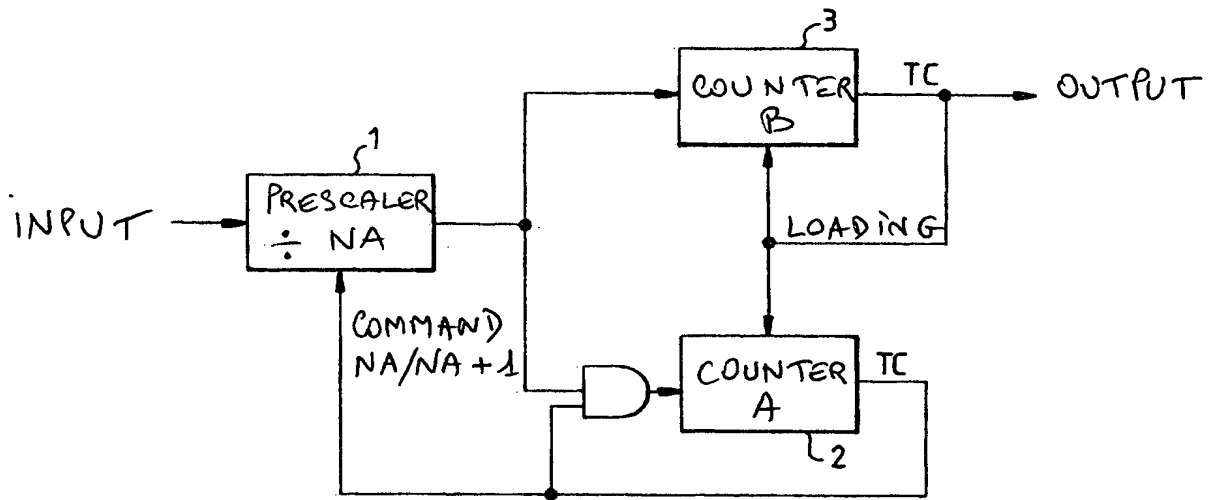 3
COUNTER
B
TC
OUTPUT
1
PRESCALER
÷ NA
INPUT
LOADING
COMMAND
NA/NA + 1
COUNTER
A
TC
2